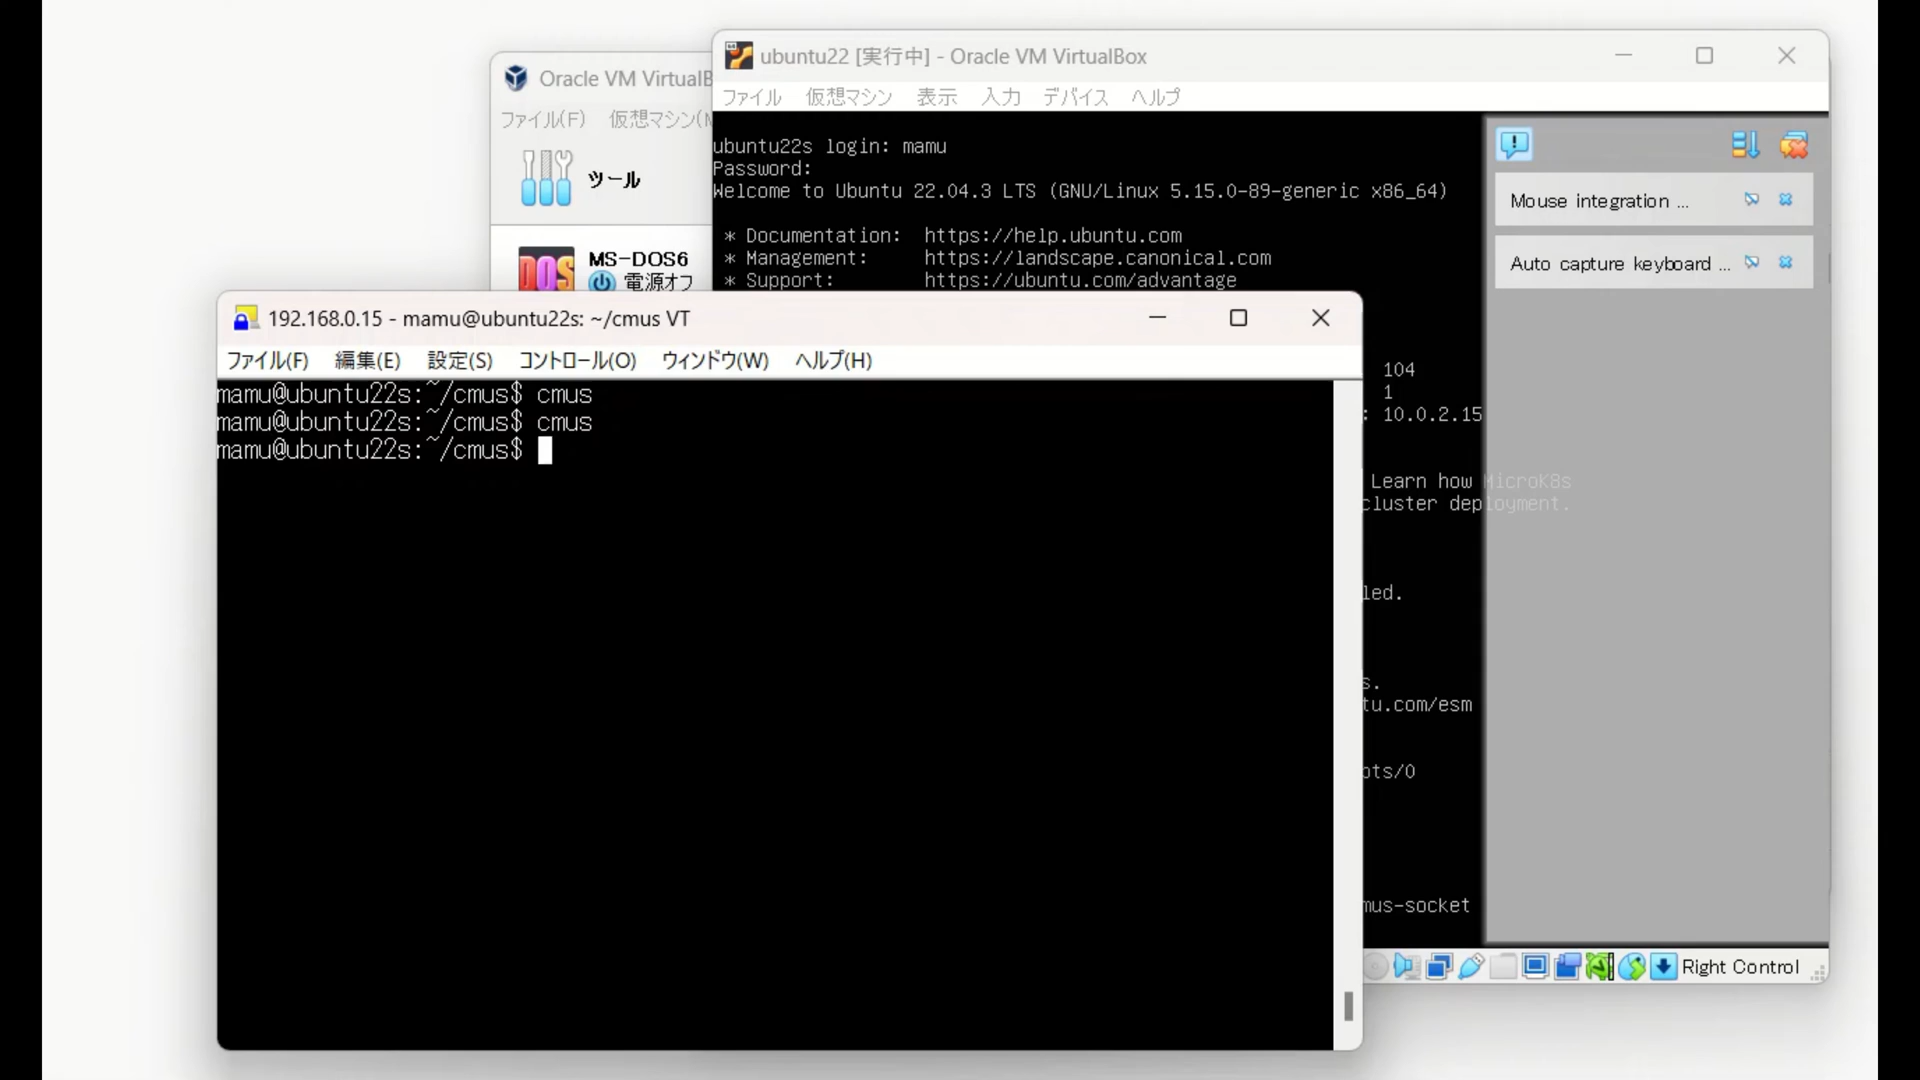 ubuntu22 [実行中] - Oracle VM VirtualBox
ファイル 仮想マシン 表示 入力 デバイス ヘルプ
Oracle VM VirtualB
ファイル(F) 仮想マシン(M
ツール
MS-DOS6
電源オフ
ubuntu22s login: mamu
Password:
Welcome to Ubuntu 22.04.3 LTS (GNU/Linux 5.15.0-89-generic x86_64)
* Documentation: https://help.ubuntu.com
* Management: https://landscape.canonical.com
* Support: https://ubuntu.com/advantage
Mouse integration ...
Auto capture keyboard ...
192.168.0.15 - mamu@ubuntu22s: ~/cmus VT
ファイル(F) 編集(E) 設定(S) コントロール(O) ウィンドウ(W) ヘルプ(H)
mamu@ubuntu22s:~/cmus$ cmus
mamu@ubuntu22s:~/cmus$ cmus
mamu@ubuntu22s:~/cmus$
104
1
: 10.0.2.15
Learn how MicroK8s
cluster deployment.
led.
s.
tu.com/esm
pts/0
mus-socket
Right Control